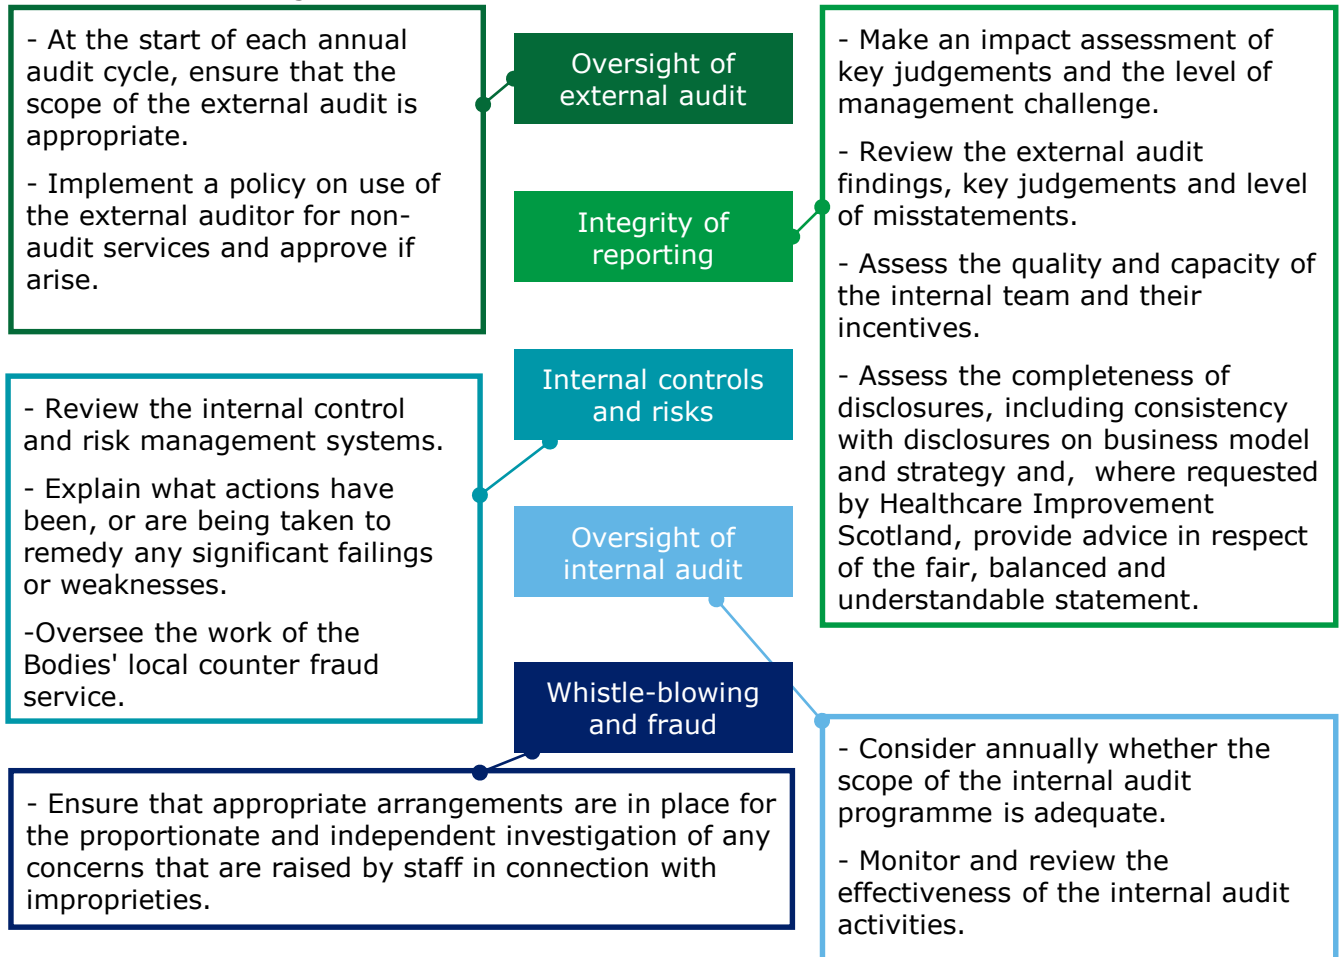 - At the start of each annual
audit cycle, ensure that the
scope of the external audit is
appropriate.
- Implement a policy on use of
the external auditor for non-
audit services and approve if
arise.
Oversight of
external audit
Integrity of
reporting
- Make an impact assessment of
key judgements and the level of
management challenge.
- Review the external audit
findings, key judgements and level
of misstatements.
- Assess the quality and capacity of
the internal team and their
incentives.
- Assess the completeness of
disclosures, including consistency
with disclosures on business model
and strategy and,  where requested
by Healthcare Improvement
Scotland, provide advice in respect
of the fair, balanced and
understandable statement.
Internal controls
and risks
- Review the internal control
and risk management systems.
- Explain what actions have
been, or are being taken to
remedy any significant failings
or weaknesses.
-Oversee the work of the
Bodies' local counter fraud
service.
Oversight of
internal audit
Whistle-blowing
and fraud
- Ensure that appropriate arrangements are in place for
the proportionate and independent investigation of any
concerns that are raised by staff in connection with
improprieties.
- Consider annually whether the
scope of the internal audit
programme is adequate.
- Monitor and review the
effectiveness of the internal audit
activities.